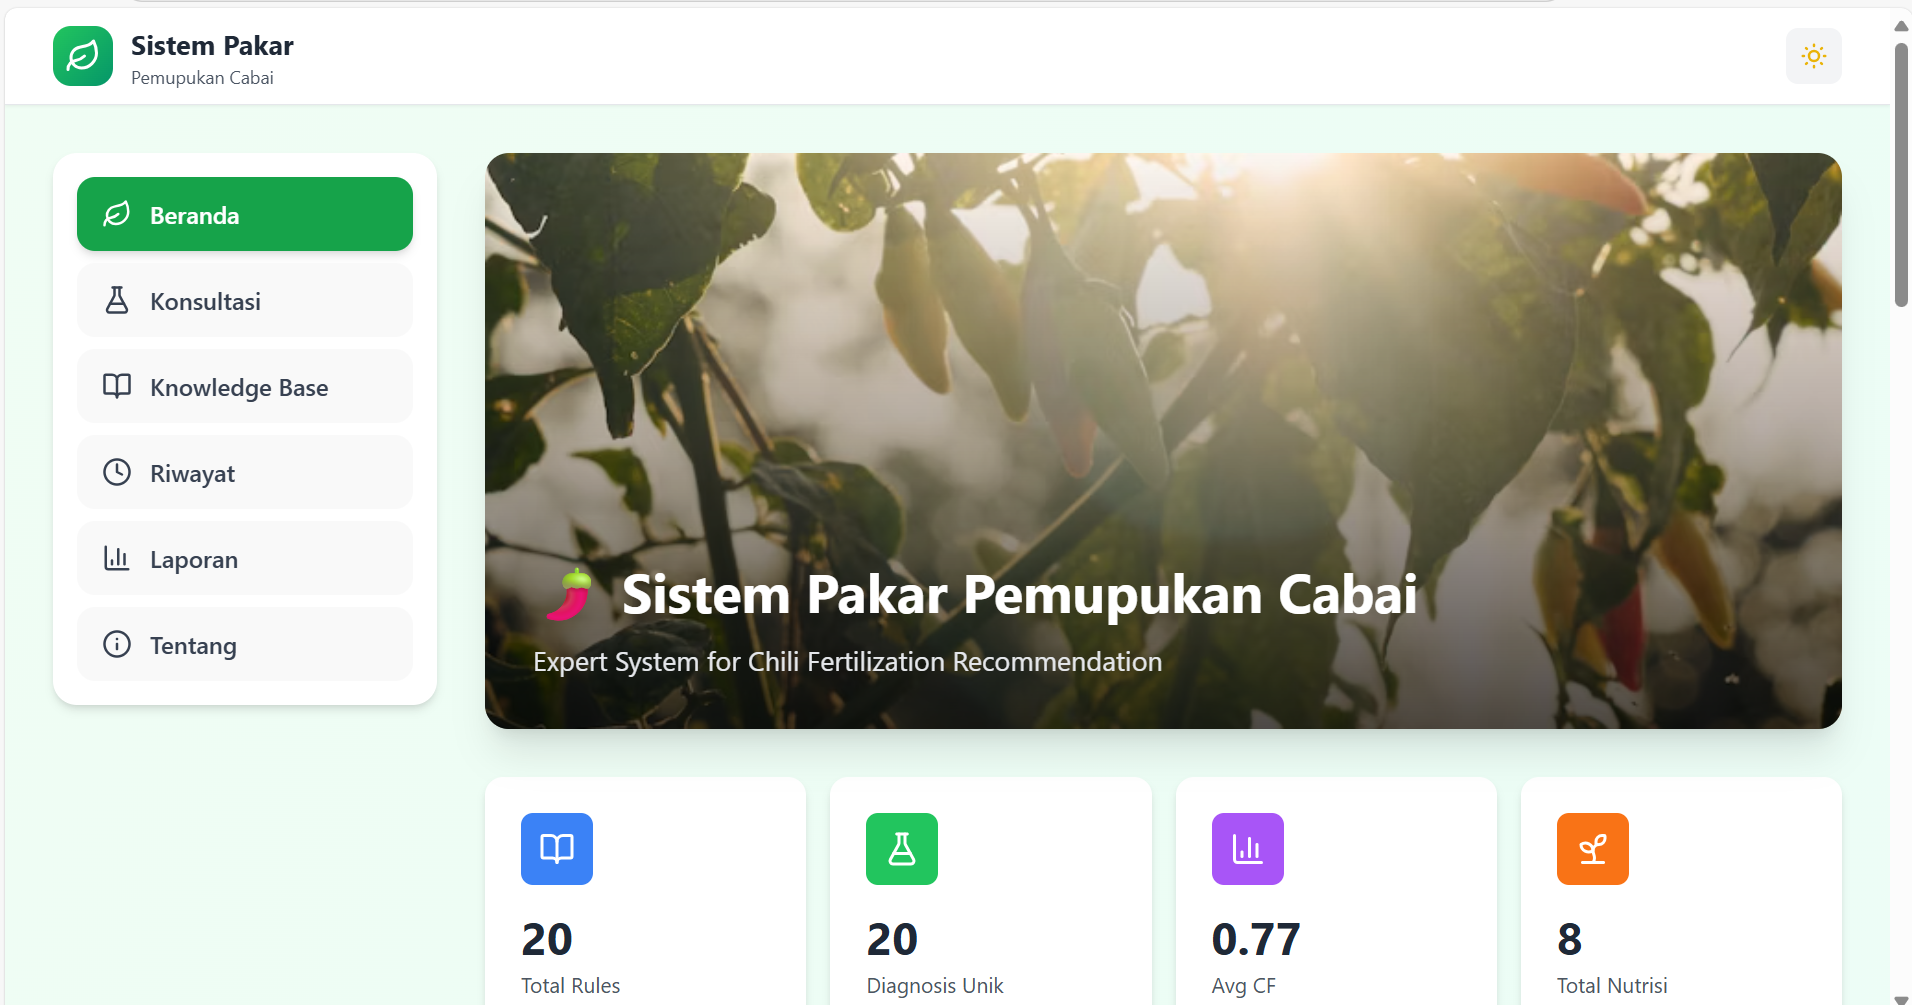 Sistem Pakar
Pemupukan Cabai
Beranda
Konsultasi
Knowledge Base
Riwayat
Laporan
Tentang
Sistem Pakar Pemupukan Cabai
Expert System for Chili Fertilization Recommendation
20
Total Rules
20
Diagnosis Unik
0.77
Avg CF
8
Total Nutrisi